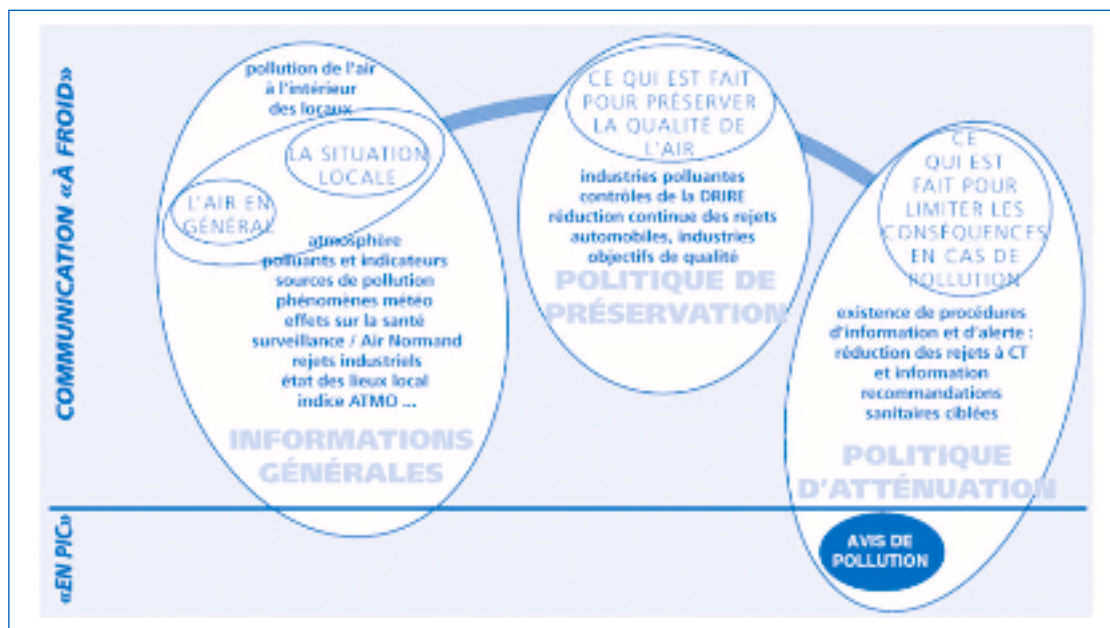 COMMUNICATION «À FROID»
«EN PIC»
pollution de l'air
à l'intérieur
des locaux
LA SITUATION
LOCALE
L'AIR EN
GÉNÉRAL
atmosphère
polluants et indicateurs
sources de pollution
phénomènes météo
effets sur la santé
surveillance / Air Normand
rejets industriels
état des lieux local
indice ATMO ...
INFORMATIONS
GÉNÉRALES
CE QUI EST FAIT
POUR PRÉSERVER
LA QUALITÉ DE
L'AIR
industries polluantes
contrôles de la DRIRE
réduction continue des rejets
automobiles, industries
objectifs de qualité
POLITIQUE DE
PRÉSERVATION
CE
QUI EST
FAIT POUR
LIMITER LES
CONSÉQUENCES
EN CAS DE
POLLUTION
existence de procédures
d'information et d'alerte :
réduction des rejets à CT
et information
recommandations
sanitaires ciblées
POLITIQUE
D'ATTÉNUATION
AVIS DE
POLLUTION